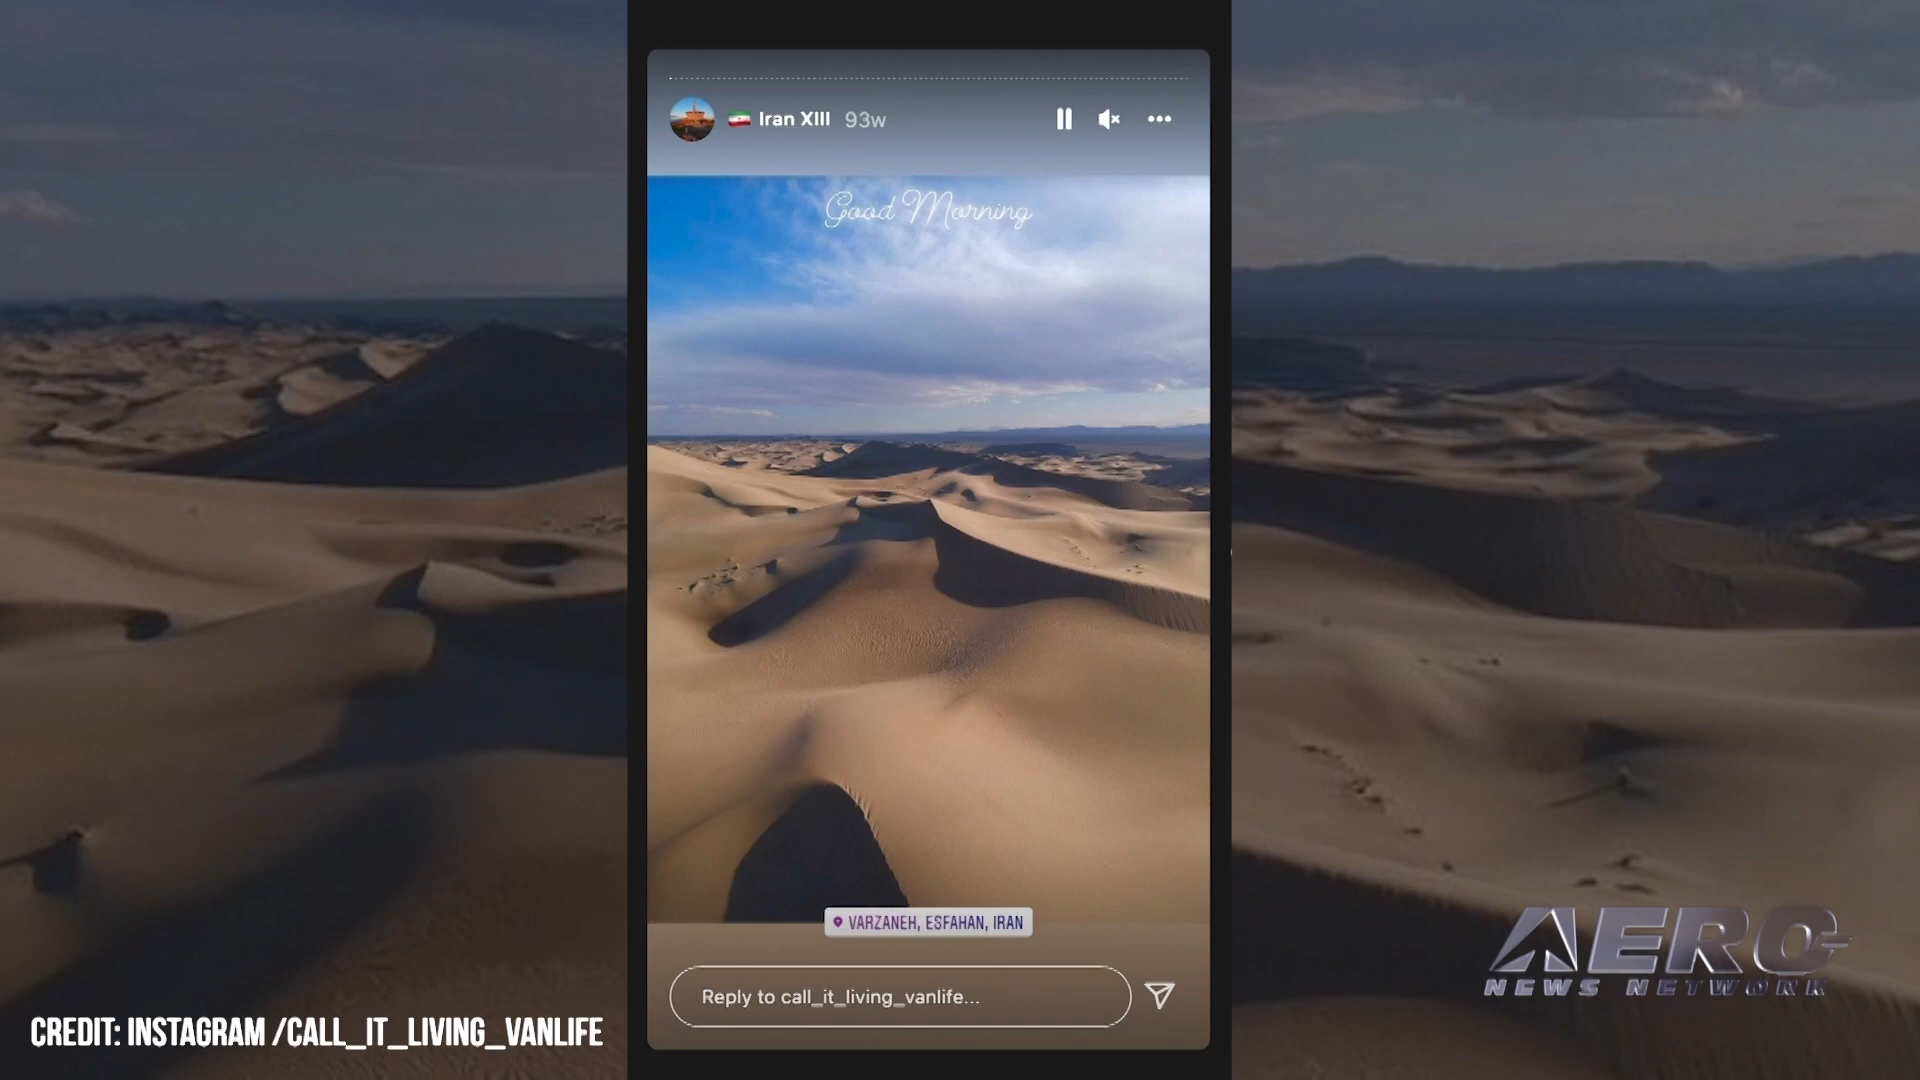 Iran XIII 93w
Good Morning
VARZANEH, ESFAHAN, IRAN
Reply to call_it_living_vanlife...
AERO
NEWS NETWORK
CREDIT: INSTAGRAM /CALL_IT_LIVING_VANLIFE